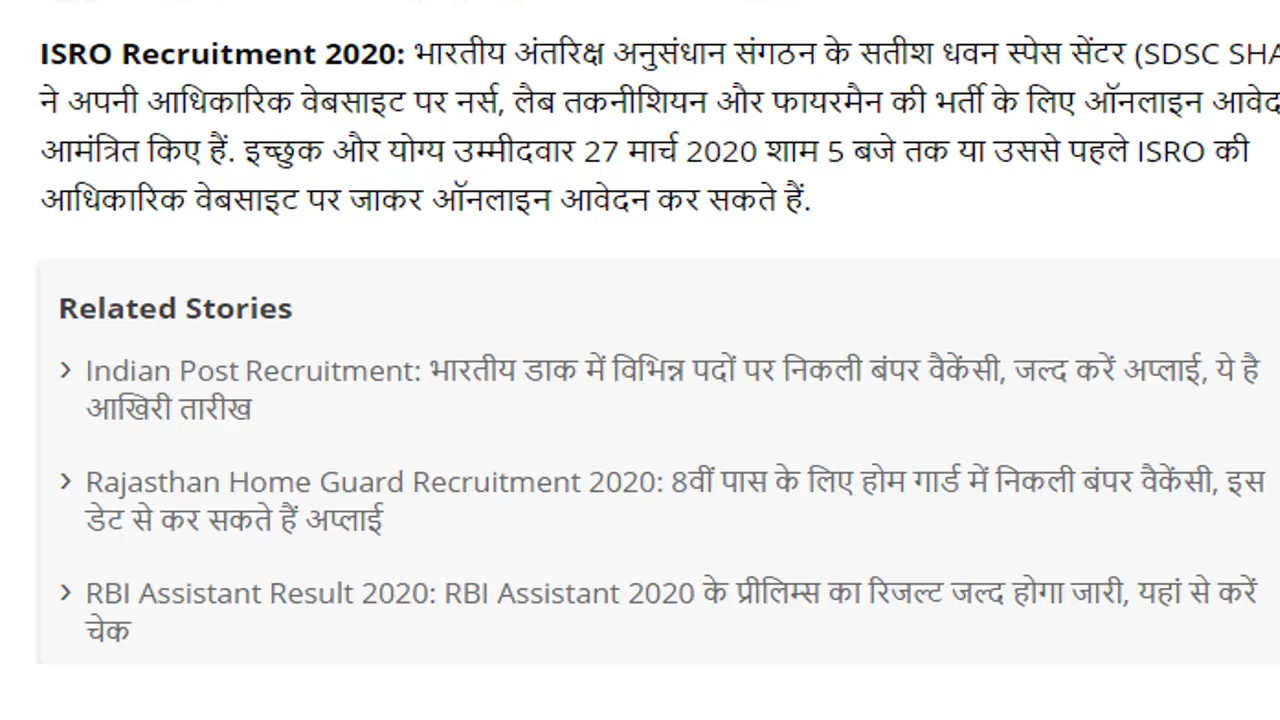 ISRO Recruitment 2020: भारतीय अंतरिक्ष अनुसंधान संगठन के सतीश धवन स्पेस सेंटर (SDSC
ने अपनी आधिकारिक वेबसाइट पर नर्स, लैब तकनीशियन और फायरमैन की भर्ती के लिए ऑनलाइन
आमंत्रित किए हैं. इच्छुक और योग्य उम्मीदवार 27 मार्च 2020 शाम 5 बजे तक या उससे पहले ISRO की
आधिकारिक वेबसाइट पर जाकर ऑनलाइन आवेदन कर सकते हैं.
Related Stories
› Indian Post Recruitment: भारतीय डाक में विभिन्न पदों पर निकली बंपर वैकेंसी, जल्द करें अप्लाई, ये है
आखिरी तारीख
› Rajasthan Home Guard Recruitment 2020: 8वीं पास के लिए होम गार्ड में निकली बंपर वैकेंसी, इस
डेट से कर सकते हैं अप्लाई
› RBI Assistant Result 2020: RBI Assistant 2020 के प्रीलिम्स का रिजल्ट जल्द होगा जारी, यहां से करें
चेक